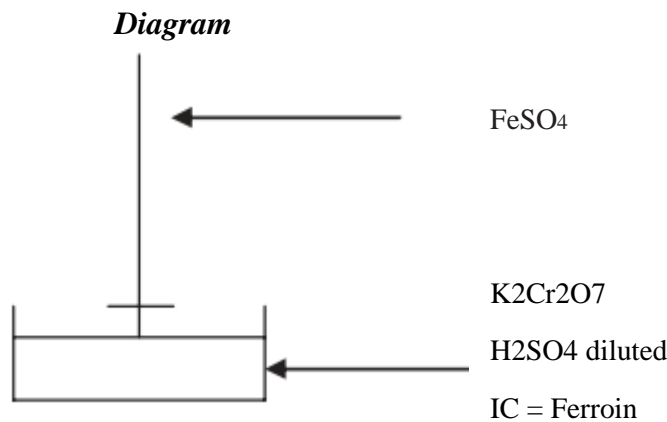 Diagram
FeSO4
K2Cr2O7
H2SO4 diluted
IC = Ferroin